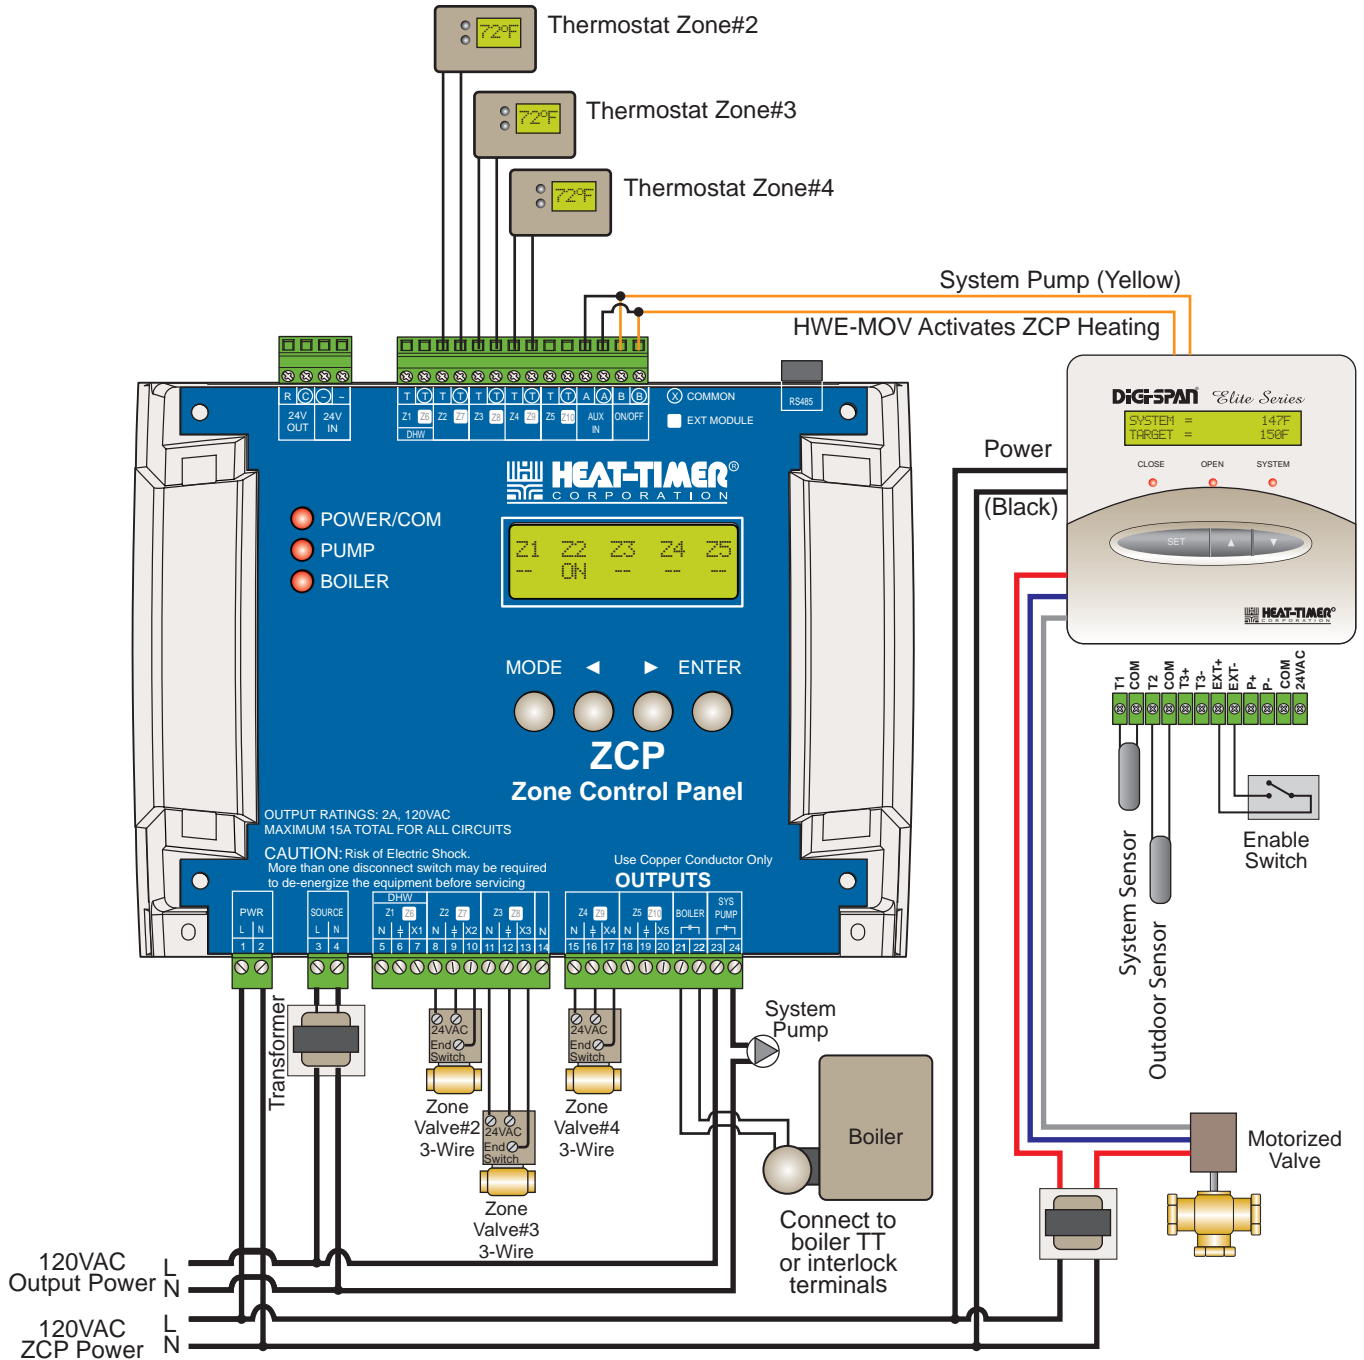 Thermostat Zone#2
72°F
Thermostat Zone#3
72°F
Thermostat Zone#4
72°F
System Pump (Yellow)
HWE-MOV Activates ZCP Heating
R C ~ ~
24V OUT
24V IN
T T T T T T T T T T A A B B
Z1 Z6 Z2 Z7 Z3 Z8 Z4 Z9 Z5 Z10 AUX IN ON/OFF
DHW
X COMMON
EXT MODULE
RS485
HEAT-TIMER®
CORPORATION
POWER/COM
PUMP
BOILER
Z1 Z2 Z3 Z4 Z5
-- ON -- -- --
MODE ◄ ► ENTER
ZCP
Zone Control Panel
OUTPUT RATINGS: 2A, 120VAC
MAXIMUM 15A TOTAL FOR ALL CIRCUITS
CAUTION: Risk of Electric Shock.
More than one disconnect switch may be required
to de-energize the equipment before servicing
Use Copper Conductor Only
OUTPUTS
PWR
L N
1 2
SOURCE
L N
3 4
DHW
Z1 Z6 Z2 Z7 Z3 Z8
N X1 N X2 N X3 N
5 6 7 8 9 10 11 12 13 14
Z4 Z9 Z5 Z10 BOILER SYS PUMP
N X4 N X5
15 16 17 18 19 20 21 22 23 24
DIGI-SPAN Elite Series
SYSTEM = 147F
TARGET = 150F
CLOSE OPEN SYSTEM
SET ▲ ▼
HEAT-TIMER®
CORPORATION
Power
(Black)
T1 COM T2 COM T3+ T3- EXT+ EXT- P+ P- COM 24VAC
System Sensor
Outdoor Sensor
Enable
Switch
Transformer
24VAC
End
Switch
Zone
Valve#2
3-Wire
24VAC
End
Switch
Zone
Valve#3
3-Wire
24VAC
End
Switch
Zone
Valve#4
3-Wire
System
Pump
Boiler
Connect to
boiler TT
or interlock
terminals
Motorized
Valve
120VAC
Output Power
L
N
120VAC
ZCP Power
L
N